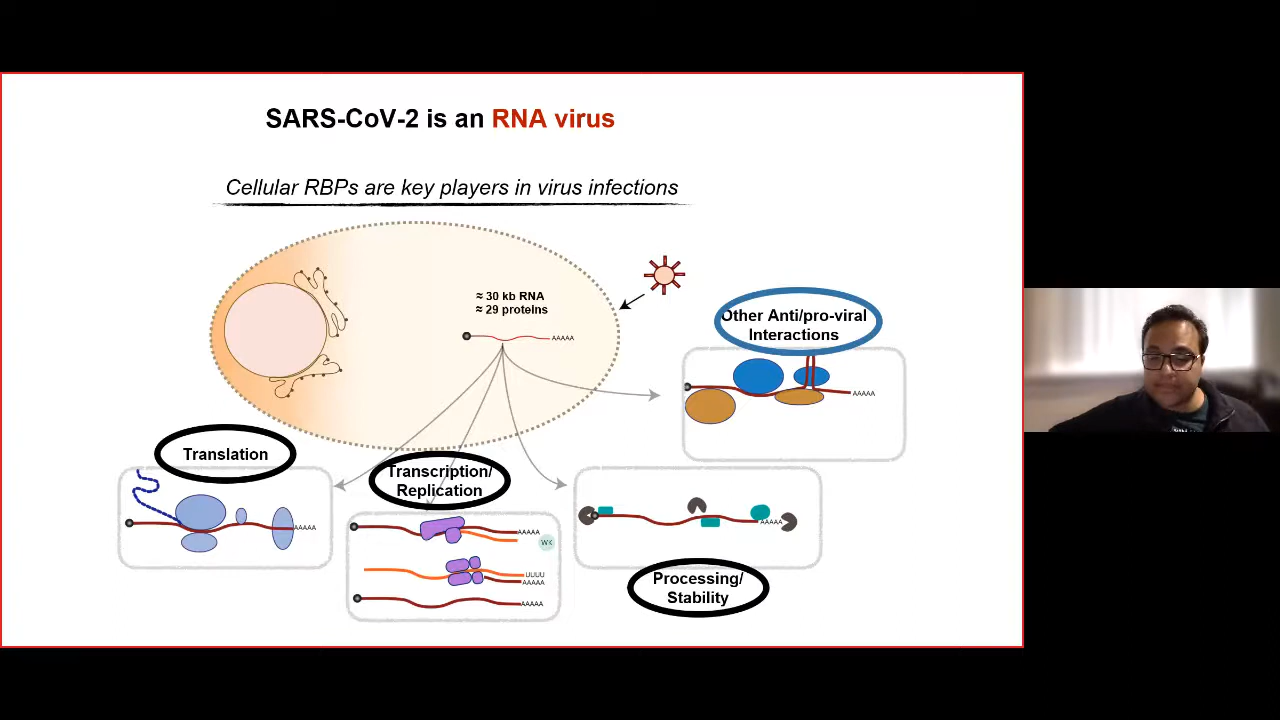 SARS-CoV-2 is an RNA virus
Cellular RBPs are key players in virus infections
≈ 30 kb RNA
≈ 29 proteins
AAAAA
Other Anti/pro-viral
Interactions
AAAAA
Translation
AAAAA
Transcription/
Replication
AAAAA
WK
UUUU
AAAAA
AAAAA
AAAAA
Processing/
Stability